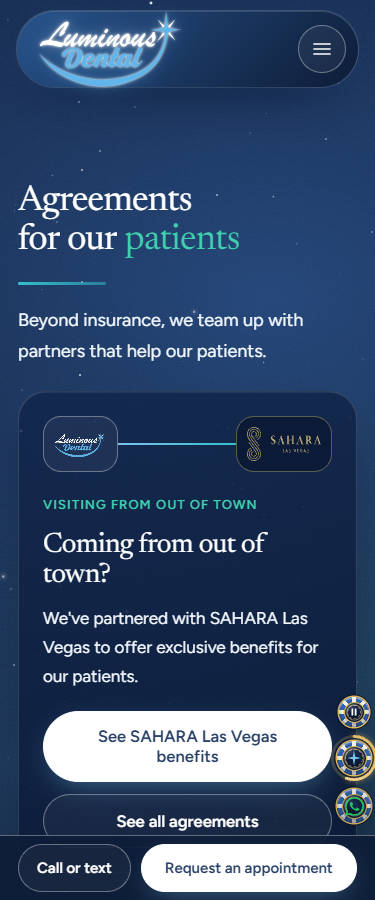 Luminous
Dental
Agreements
for our patients
Beyond insurance, we team up with
partners that help our patients.
Luminous
Dental
SAHARA
LAS VEGAS
VISITING FROM OUT OF TOWN
Coming from out of
town?
We've partnered with SAHARA Las
Vegas to offer exclusive benefits for
our patients.
See SAHARA Las Vegas
benefits
See all agreements
Call or text
Request an appointment